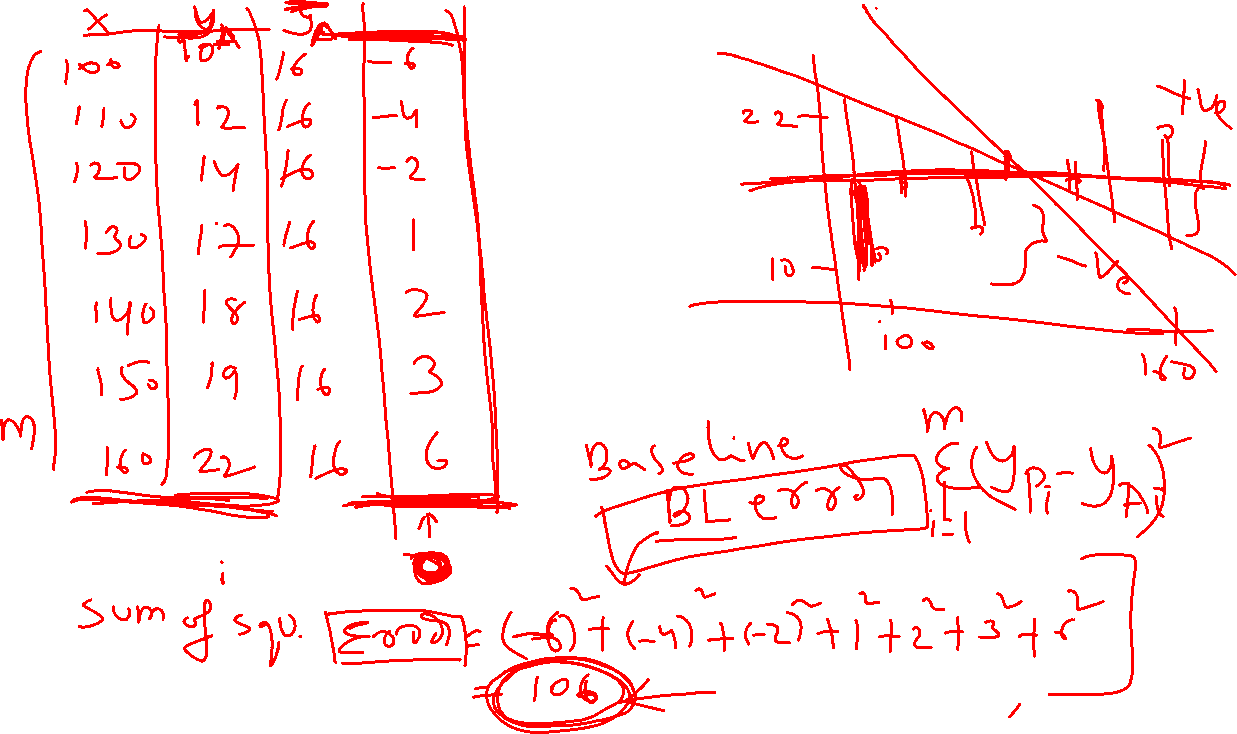 x y_A ȳ_A
100 10 16 -6
110 12 16 -4
120 14 16 -2
130 17 16 1
140 18 16 2
150 19 16 3
m 160 22 16 6
0
22
10
100
160
+ve
-ve
Baseline
BL error
m Σ i=1 (y_Pi - y_Ai)²
i
Sum of squ. Error = (-6)² + (-4)² + (-2)² + 1² + 2² + 3² + 6²
= 106